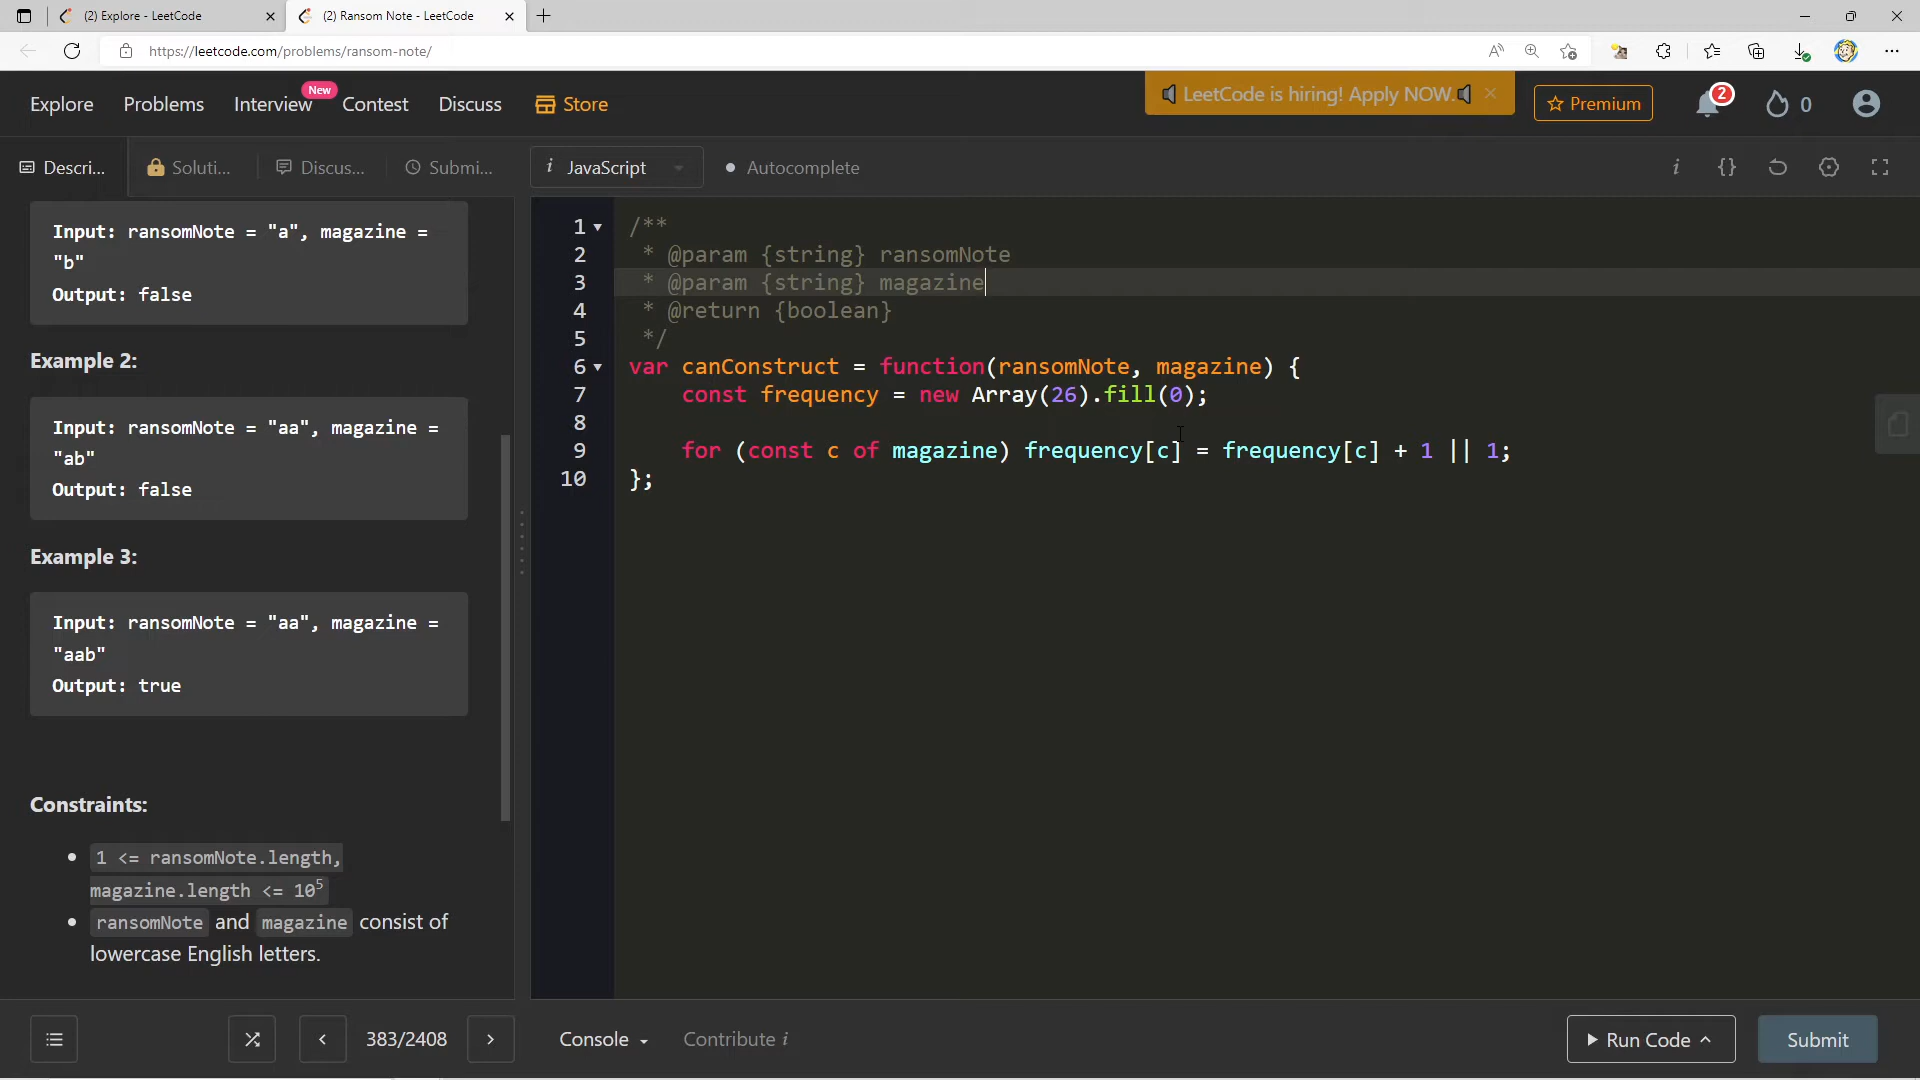 (2) Explore - LeetCode
(2) Ransom Note - LeetCode
https://leetcode.com/problems/ransom-note/
Explore
Problems
Interview
New
Contest
Discuss
Store
LeetCode is hiring! Apply NOW.
Premium
2
0
Descri...
Soluti...
Discus...
Submi...
i JavaScript
Autocomplete
i {}
Input: ransomNote = "a", magazine =
"b"
Output: false
Example 2:
Input: ransomNote = "aa", magazine =
"ab"
Output: false
Example 3:
Input: ransomNote = "aa", magazine =
"aab"
Output: true
Constraints:
1 <= ransomNote.length,
magazine.length <= 10⁵
ransomNote and magazine consist of
lowercase English letters.
1 /**
2 * @param {string} ransomNote
3 * @param {string} magazine
4 * @return {boolean}
5 */
6 var canConstruct = function(ransomNote, magazine) {
7 const frequency = new Array(26).fill(0);
8
9 for (const c of magazine) frequency[c] = frequency[c] + 1 || 1;
10 };
383/2408
Console
Contribute i
Run Code
Submit